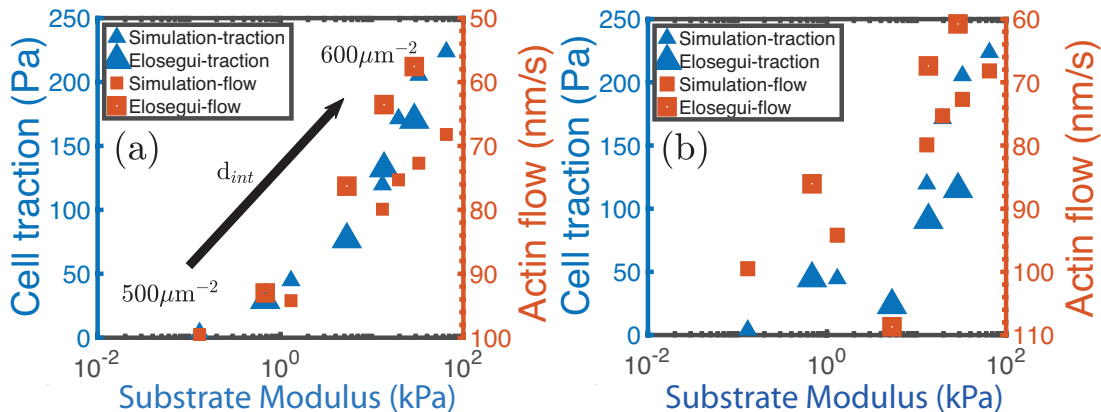 250
200
150
100
50
0
Cell traction (Pa)
Simulation-traction
Elosegui-traction
Simulation-flow
Elosegui-flow
(a)
600μm⁻²
d_int
500μm⁻²
50
60
70
80
90
100
Actin flow (nm/s)
10⁻² 10⁰ 10²
Substrate Modulus (kPa)
250
200
150
100
50
0
Cell traction (Pa)
Simulation-traction
Elosegui-traction
Simulation-flow
Elosegui-flow
(b)
60
70
80
90
100
110
Actin flow (nm/s)
10⁻² 10⁰ 10²
Substrate Modulus (kPa)